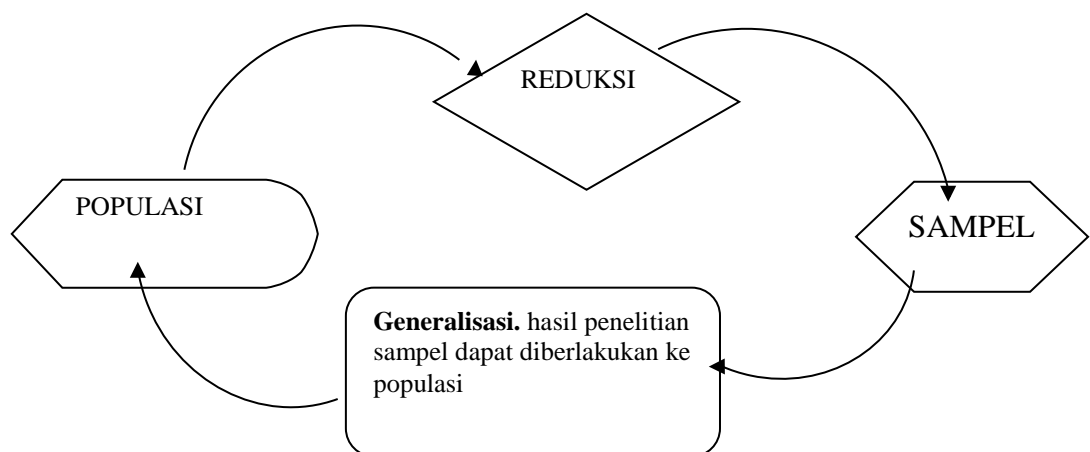 REDUKSI
POPULASI
SAMPEL
Generalisasi. hasil penelitian
sampel dapat diberlakukan ke
populasi